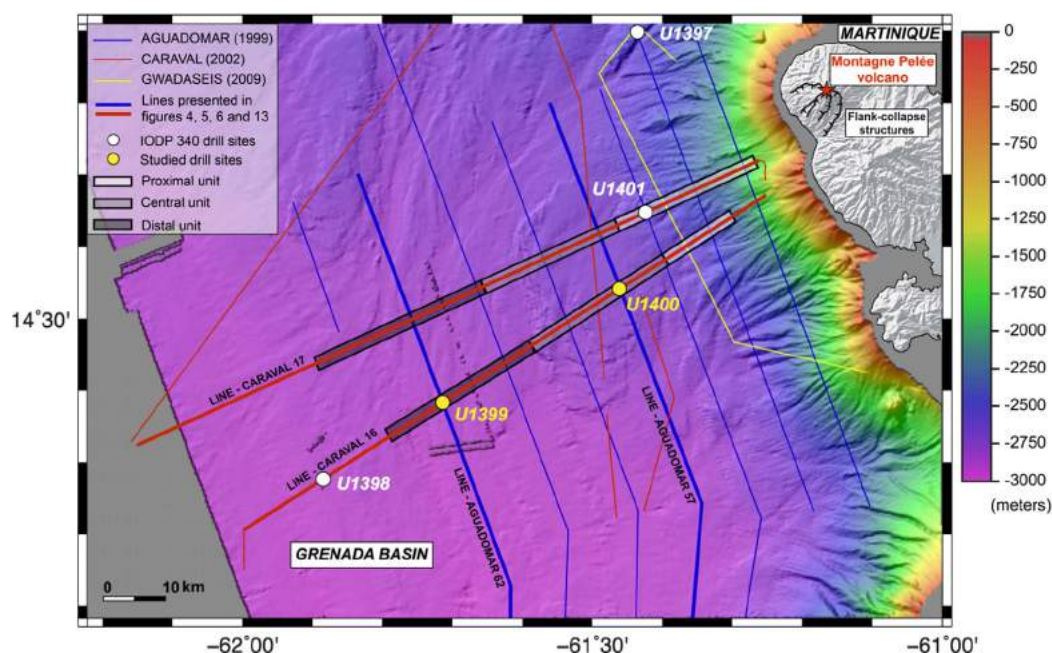 AGUADOMAR (1999)
CARAVAL (2002)
GWADASEIS (2009)
Lines presented in
figures 4, 5, 6 and 13
IODP 340 drill sites
Studied drill sites
Proximal unit
Central unit
Distal unit
U1397
MARTINIQUE
Montagne Pelée
volcano
Flank-collapse
structures
U1401
U1400
U1399
U1398
LINE - CARAVAL 17
LINE - CARAVAL 16
LINE - AGUADOMAR 62
LINE - AGUADOMAR 57
GRENADA BASIN
0 10 km
14°30'
-62°00'
-61°30'
-61°00'
0
-250
-500
-750
-1000
-1250
-1500
-1750
-2000
-2250
-2500
-2750
-3000
(meters)